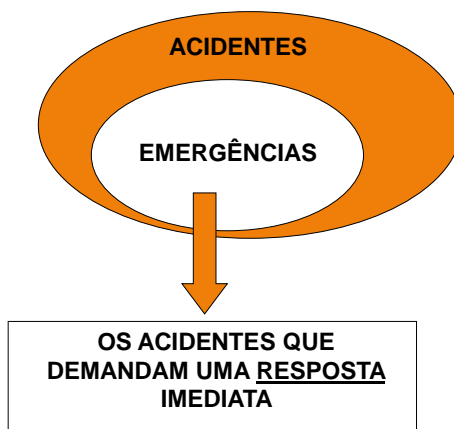 ACIDENTES
EMERGÊNCIAS
OS ACIDENTES QUE
DEMANDAM UMA RESPOSTA
IMEDIATA